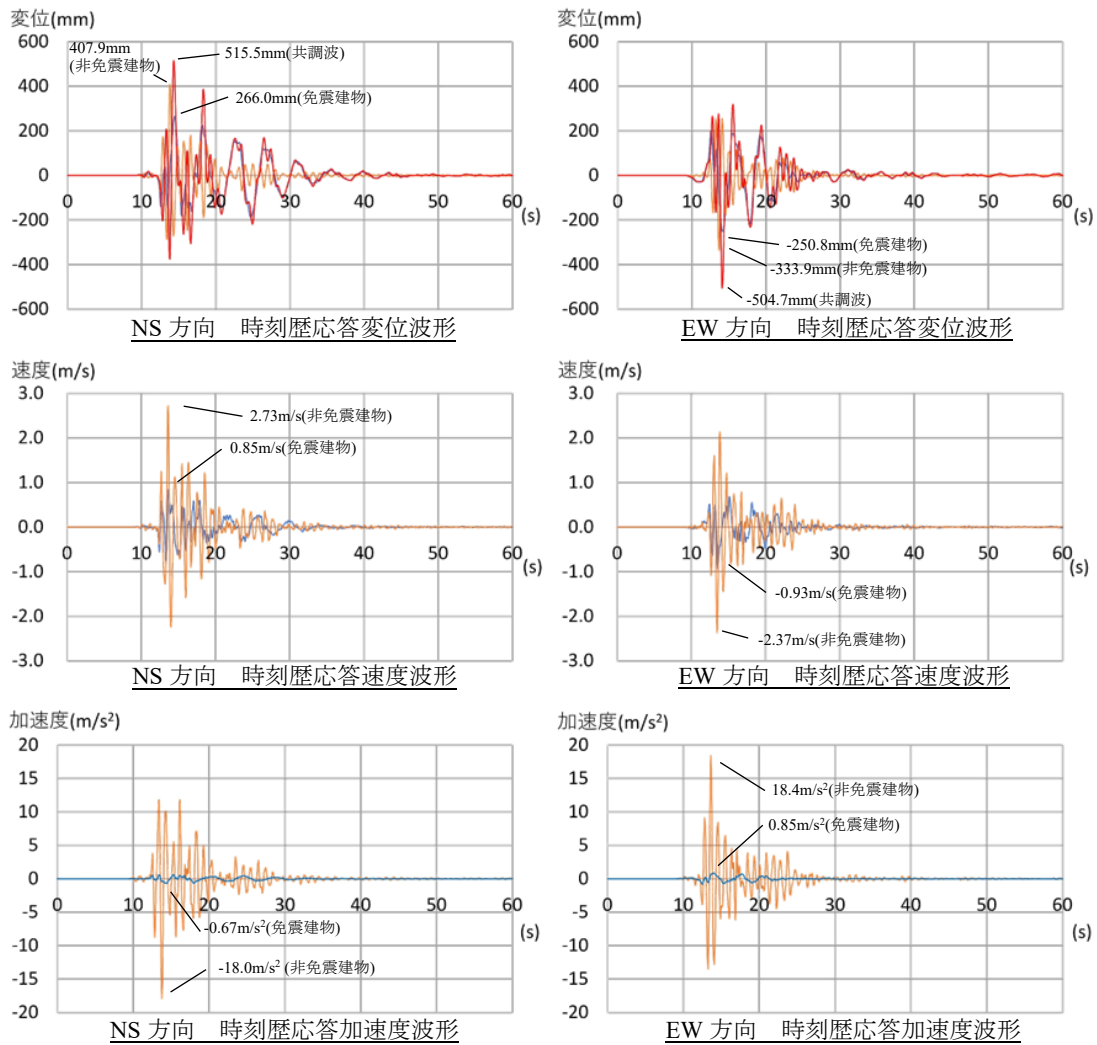 変位(mm)
600
400
200
0
-200
-400
-600
0 10 20 30 40 50 60
(s)
407.9mm
(非免震建物)
515.5mm(共調波)
266.0mm(免震建物)
NS 方向 時刻歴応答変位波形
変位(mm)
600
400
200
0
-200
-400
-600
0 10 20 30 40 50 60
(s)
-250.8mm(免震建物)
-333.9mm(非免震建物)
-504.7mm(共調波)
EW 方向 時刻歴応答変位波形
速度(m/s)
3.0
2.0
1.0
0.0
-1.0
-2.0
-3.0
0 10 20 30 40 50 60
(s)
2.73m/s(非免震建物)
0.85m/s(免震建物)
NS 方向 時刻歴応答速度波形
速度(m/s)
3.0
2.0
1.0
0.0
-1.0
-2.0
-3.0
0 10 20 30 40 50 60
(s)
-0.93m/s(免震建物)
-2.37m/s(非免震建物)
EW 方向 時刻歴応答速度波形
加速度(m/s²)
20
15
10
5
0
-5
-10
-15
-20
0 10 20 30 40 50 60
(s)
-0.67m/s²(免震建物)
-18.0m/s² (非免震建物)
NS 方向 時刻歴応答加速度波形
加速度(m/s²)
20
15
10
5
0
-5
-10
-15
-20
0 10 20 30 40 50 60
(s)
18.4m/s²(非免震建物)
0.85m/s²(免震建物)
EW 方向 時刻歴応答加速度波形